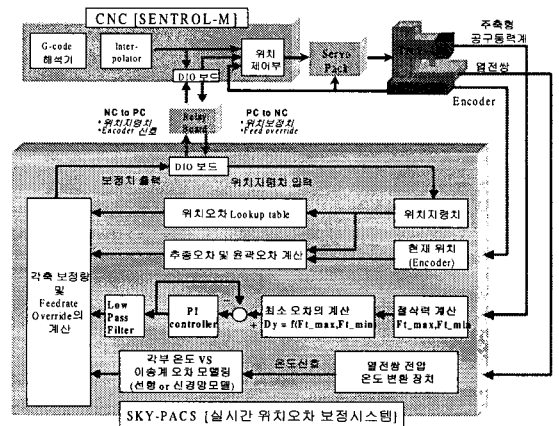 CNC [SENTROL-M]
G-code
해석기
Inter-
polator
위치
제어부
Servo
Pack
DIO 보드
주축형
공구동력계
열전쌍
Encoder
NC to PC
•위치지령치
•Encoder 신호
Relay
Board
PC to NC
•위치보정치
•Feed override
DIO 보드
보정치 출력
위치지령치 입력
위치오차 Lookup table
위치지령치
추종오차 및 윤곽오차 계산
현재 위치
(Encoder)
각축 보정량
및
Feedrate
Override의
계산
Low
Pass
Filter
PI
controller
−
+
최소 오차의 계산
Dy = f(Ft_max,Ft_min)
절삭력 계산
Ft_max,Ft_min
각부 온도 VS
이송계 오차 모델링
(선형 or 신경망모델)
온도신호
열전쌍 전압
온도 변환 장치
SKY-PACS [실시간 위치오차 보정시스템]